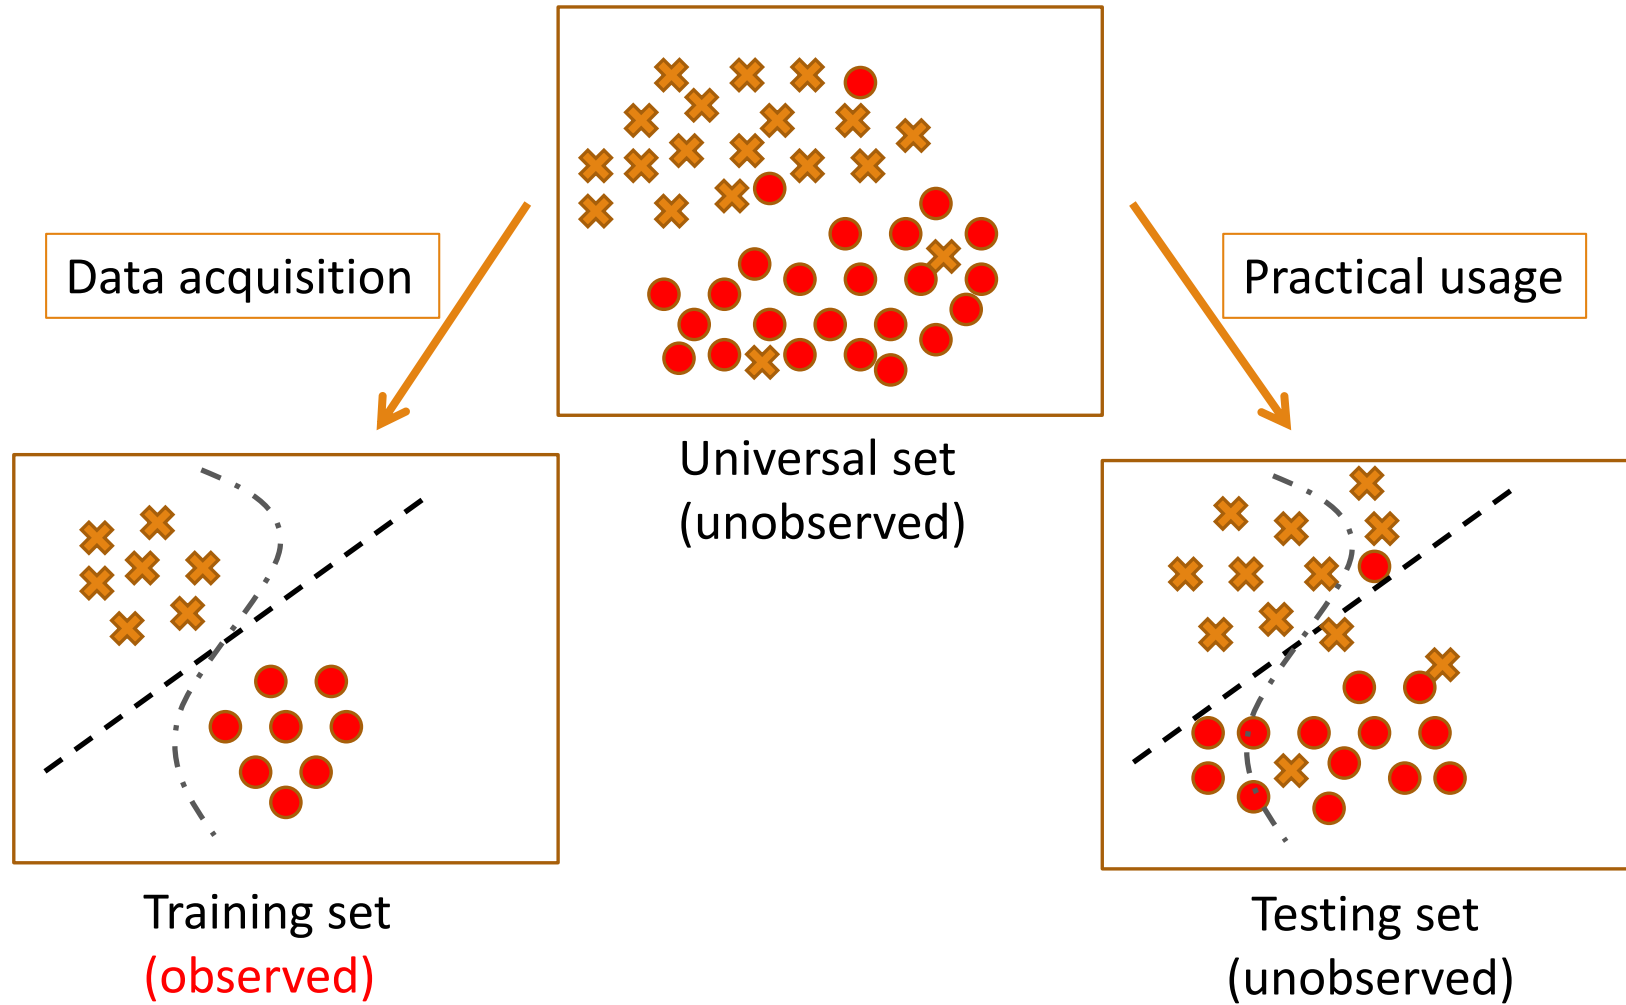 Data acquisition
Practical usage
Universal set
(unobserved)
Training set
(observed)
Testing set
(unobserved)